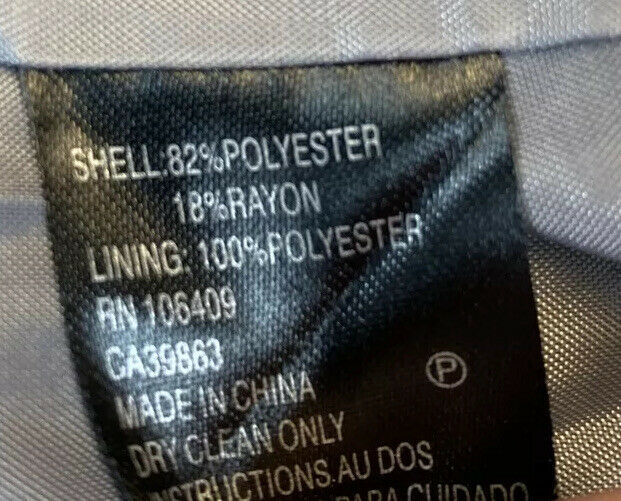 SHELL:82%POLYESTER
18%RAYON
LINING: 100%POLYESTER
RN 106409
CA39863
MADE IN CHINA
P
DRY CLEAN ONLY
INSTRUCTIONS AU DOS
PARA CUIDADO